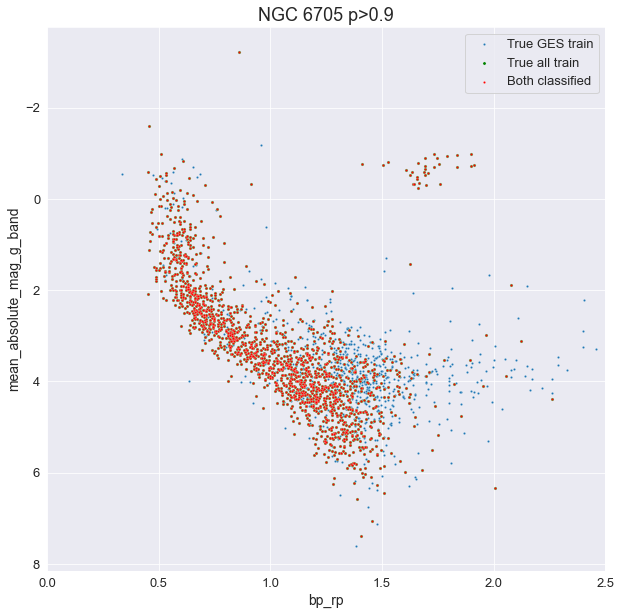 NGC 6705 p>0.9
True GES train
True all train
Both classified
mean_absolute_mag_g_band
−2
0
2
4
6
8
0.0 0.5 1.0 1.5 2.0 2.5
bp_rp